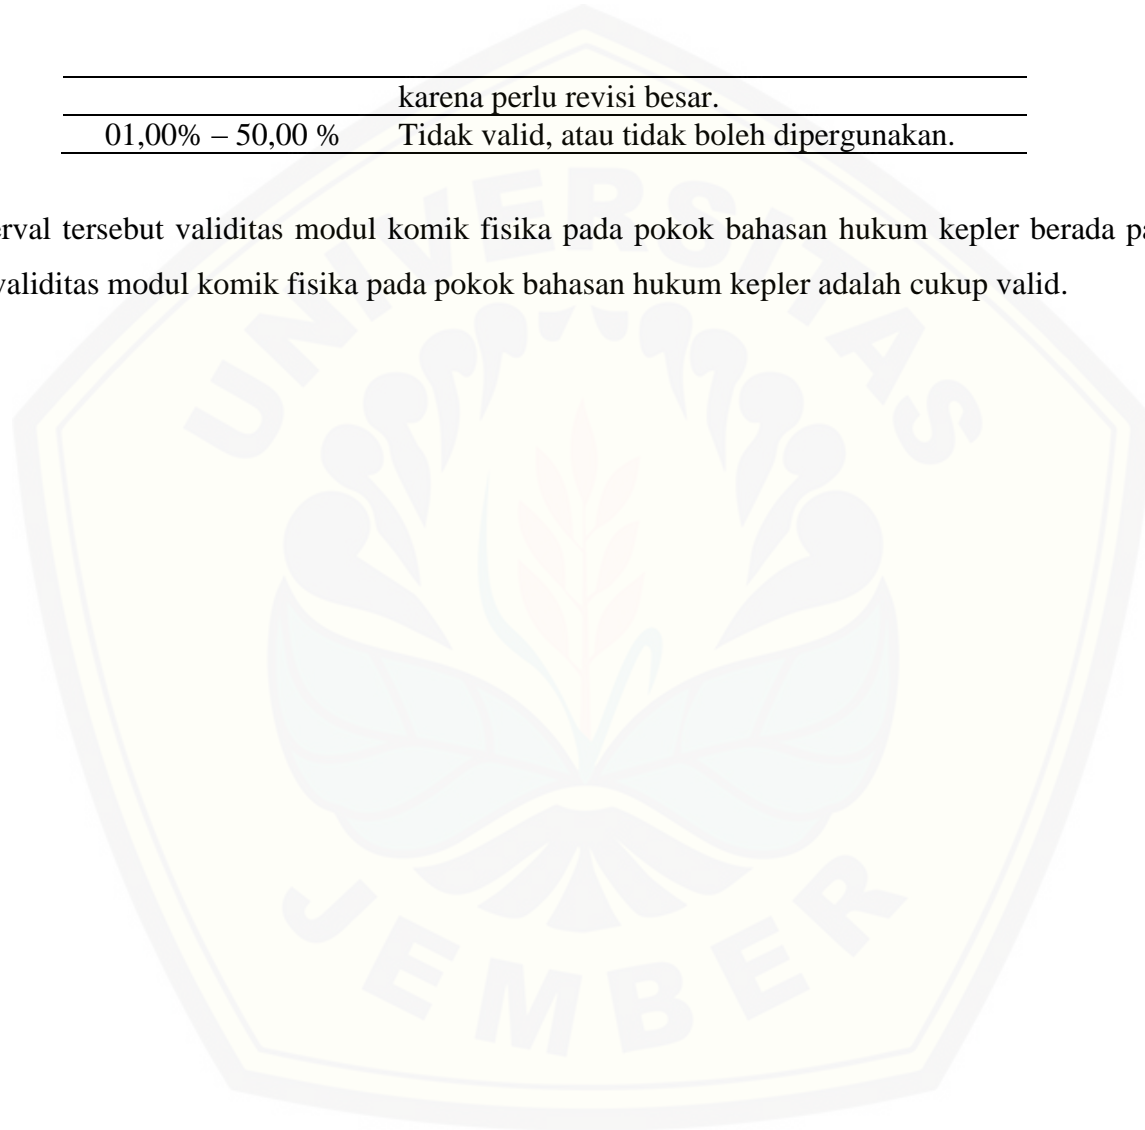 karena perlu revisi besar.
01,00% – 50,00 % Tidak valid, atau tidak boleh dipergunakan.
erval tersebut validitas modul komik fisika pada pokok bahasan hukum kepler berada pa
validitas modul komik fisika pada pokok bahasan hukum kepler adalah cukup valid.
UNIVERSITAS
JEMBER